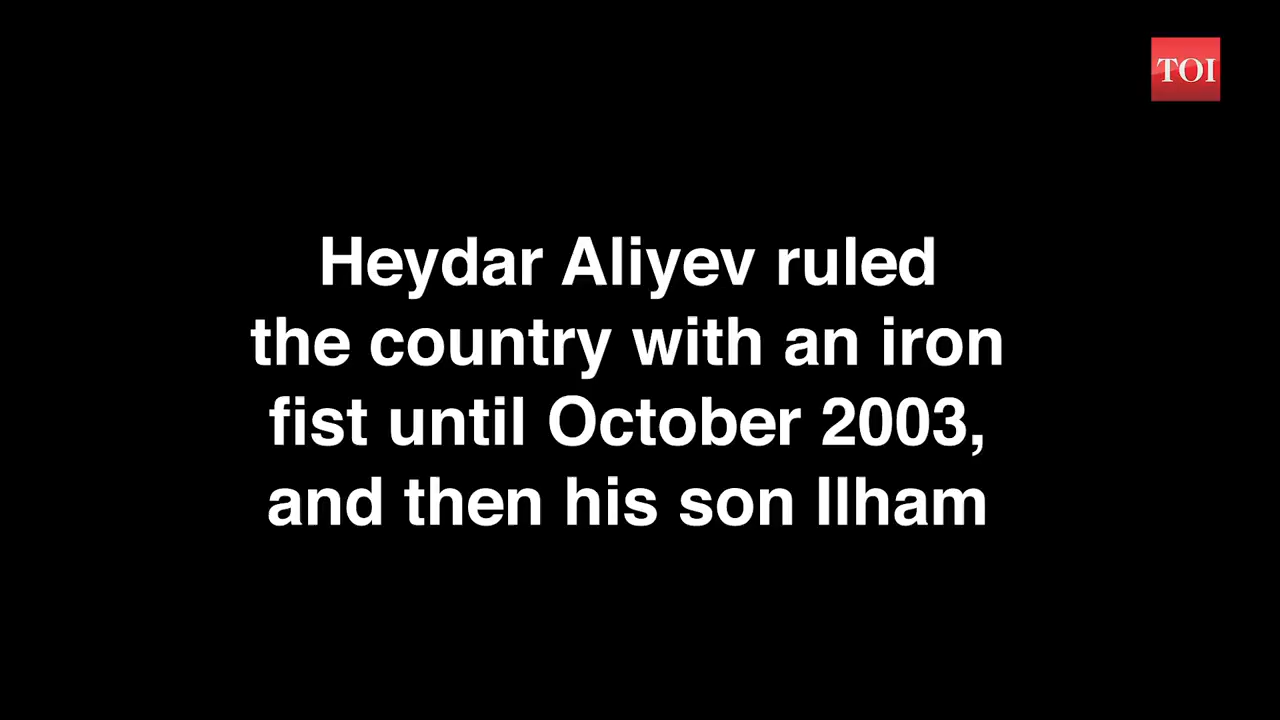 TOI
Heydar Aliyev ruled
the country with an iron
fist until October 2003,
and then his son Ilham